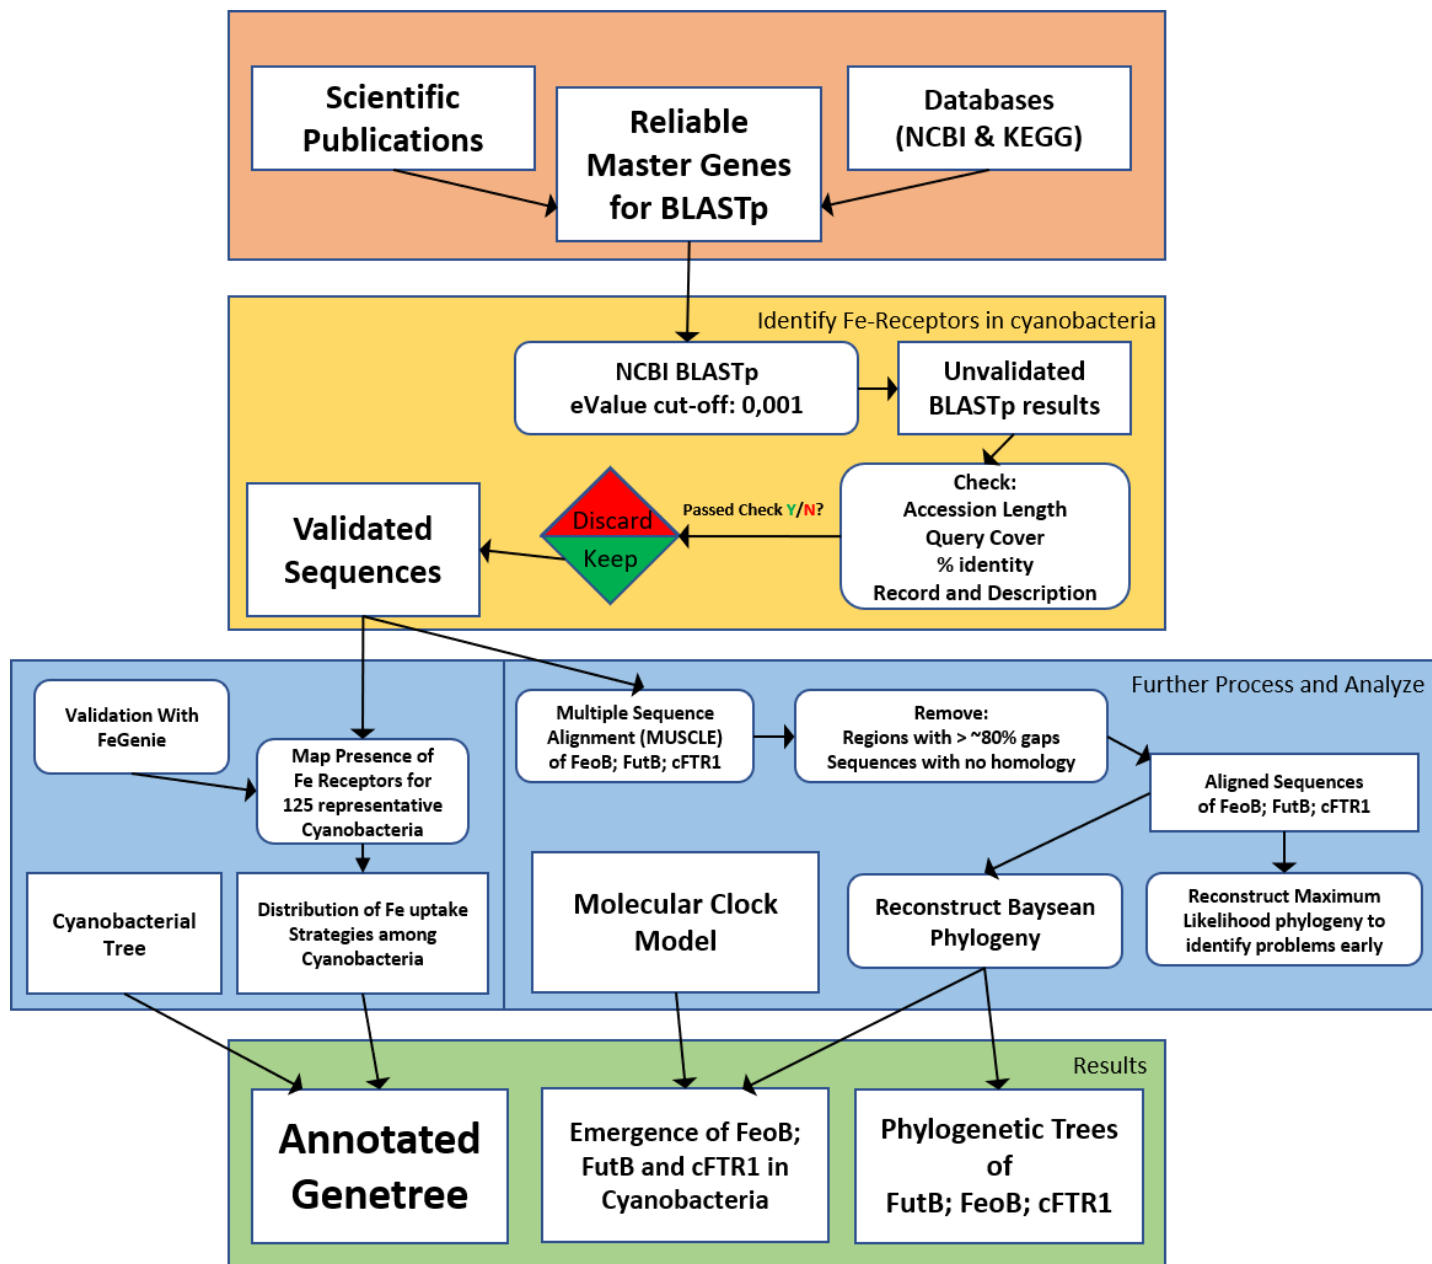 Scientific
Publications
Reliable
Master Genes
for BLASTp
Databases
(NCBI & KEGG)
Identify Fe-Receptors in cyanobacteria
NCBI BLASTp
eValue cut-off: 0,001
Unvalidated
BLASTp results
Check:
Accession Length
Query Cover
% identity
Record and Description
Passed Check Y/N?
Discard
Keep
Validated
Sequences
Further Process and Analyze
Validation With
FeGenie
Map Presence of
Fe Receptors for
125 representative
Cyanobacteria
Multiple Sequence
Alignment (MUSCLE)
of FeoB; FutB; cFTR1
Remove:
Regions with > ~80% gaps
Sequences with no homology
Aligned Sequences
of FeoB; FutB; cFTR1
Cyanobacterial
Tree
Distribution of Fe uptake
Strategies among
Cyanobacteria
Molecular Clock
Model
Reconstruct Baysean
Phylogeny
Reconstruct Maximum
Likelihood phylogeny to
identify problems early
Results
Annotated
Genetree
Emergence of FeoB;
FutB and cFTR1 in
Cyanobacteria
Phylogenetic Trees
of
FutB; FeoB; cFTR1